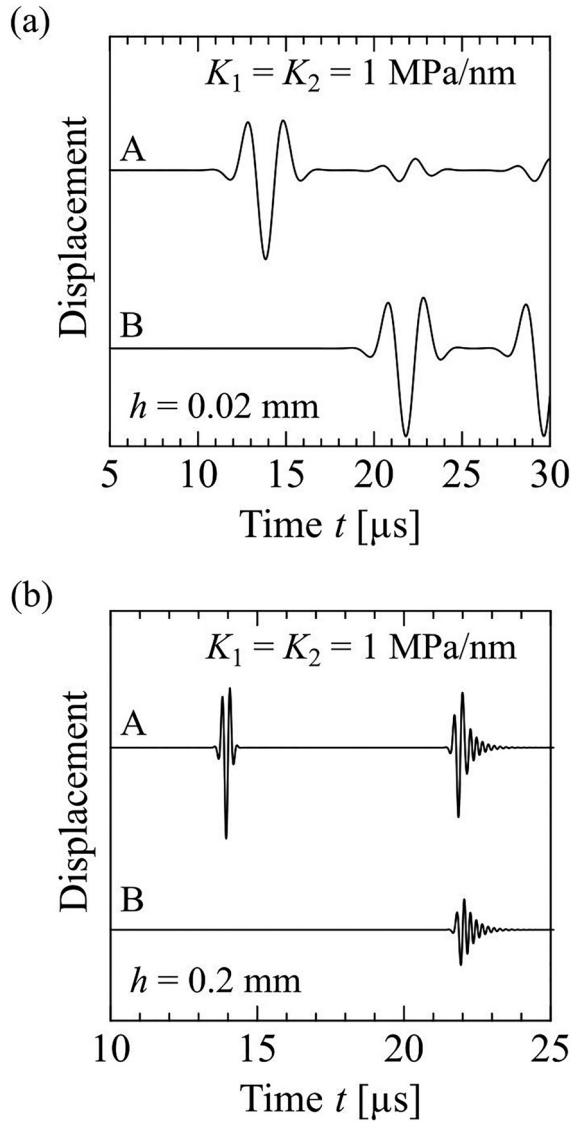 (a)
K₁ = K₂ = 1 MPa/nm
A
Displacement
B
h = 0.02 mm
5 10 15 20 25 30
Time t [µs]
(b)
K₁ = K₂ = 1 MPa/nm
A
Displacement
B
h = 0.2 mm
10 15 20 25
Time t [µs]